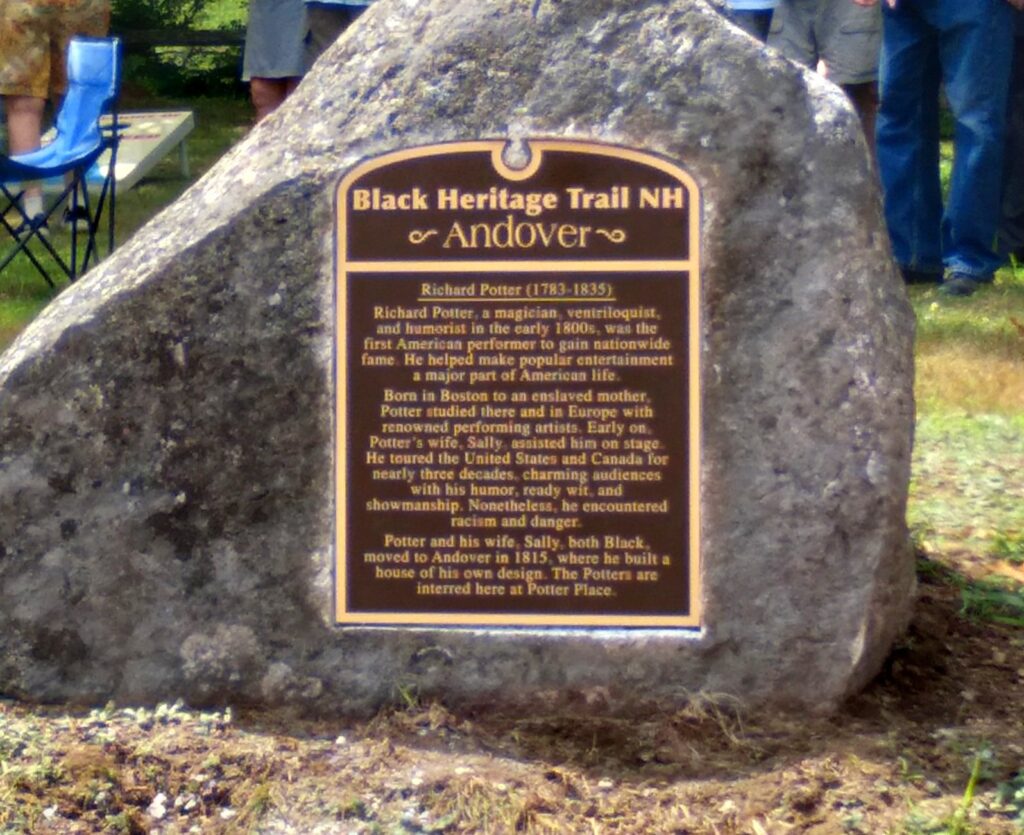 Black Heritage Trail NH
~Andover~
Richard Potter (1783-1835)
Richard Potter, a magician, ventriloquist,
and humorist in the early 1800s, was the
first American performer to gain nationwide
fame. He helped make popular entertainment
a major part of American life.
Born in Boston to an enslaved mother,
Potter studied there and in Europe with
renowned performing artists. Early on,
Potter's wife, Sally, assisted him on stage.
He toured the United States and Canada for
nearly three decades, charming audiences
with his humor, ready wit, and
showmanship. Nonetheless, he encountered
racism and danger.
Potter and his wife, Sally, both Black,
moved to Andover in 1815, where he built a
house of his own design. The Potters are
interred here at Potter Place.